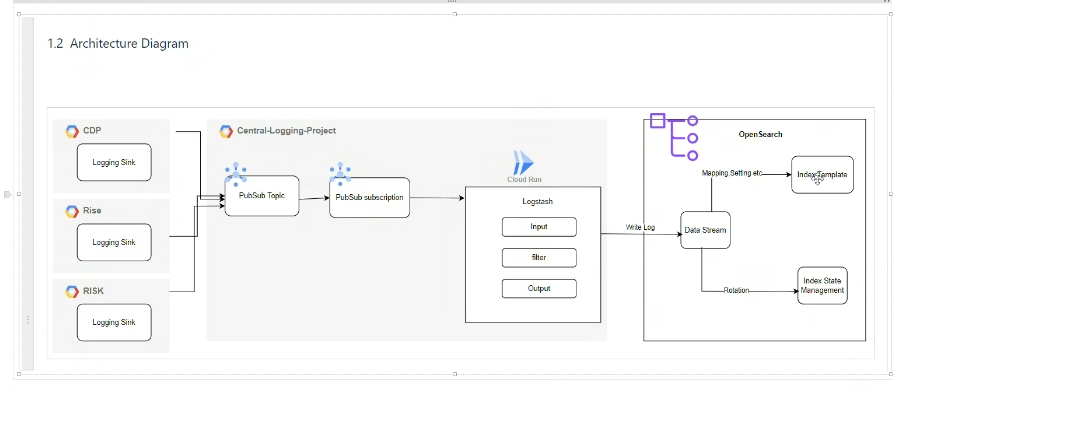 1.2 Architecture Diagram
CDP
Logging Sink
Rise
Logging Sink
RISK
Logging Sink
Central-Logging-Project
PubSub Topic
PubSub subscription
Cloud Run
Logstash
Input
filter
Output
Write Log
OpenSearch
Mapping,Setting etc
Index Template
Data Stream
Rotation
Index State
Management